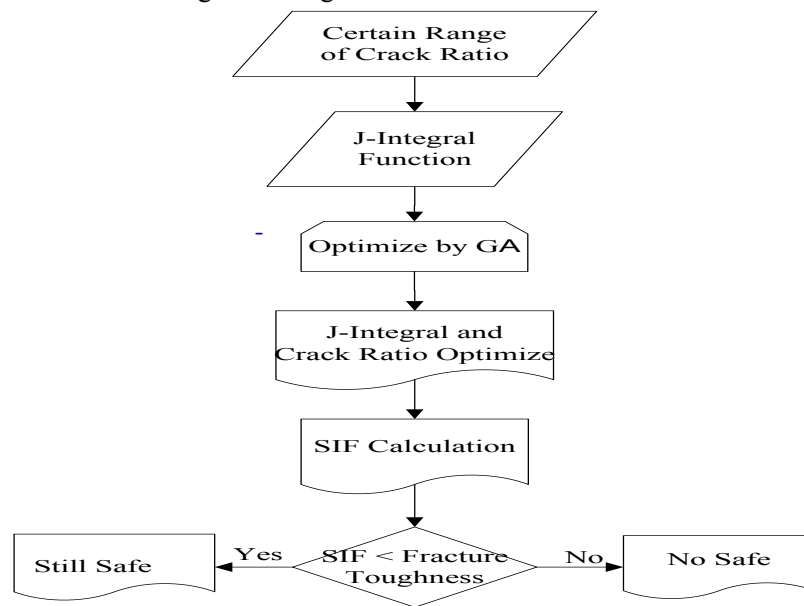 Certain Range
of Crack Ratio
J-Integral
Function
Optimize by GA
J-Integral and
Crack Ratio Optimize
SIF Calculation
SIF < Fracture
Toughness
Yes
No
Still Safe
No Safe